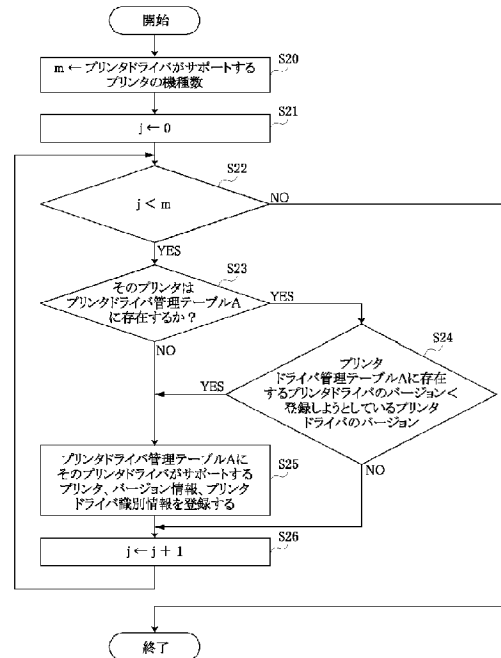 開始
S20
m ← プリンタドライバがサポートする
プリンタの機種数
S21
j ← 0
S22
j < m
NO
YES
S23
そのプリンタは
プリンタドライバ管理テーブルA
に存在するか？
YES
NO
S24
プリンタ
ドライバ管理テーブルAに存在
するプリンタドライバのバージョン<
登録しようとしているプリンタ
ドライバのバージョン
YES
NO
S25
プリンタドライバ管理テーブルAに
そのプリンタドライバがサポートする
プリンタ、バージョン情報、プリンタ
ドライバ識別情報を登録する
S26
j ← j + 1
終了